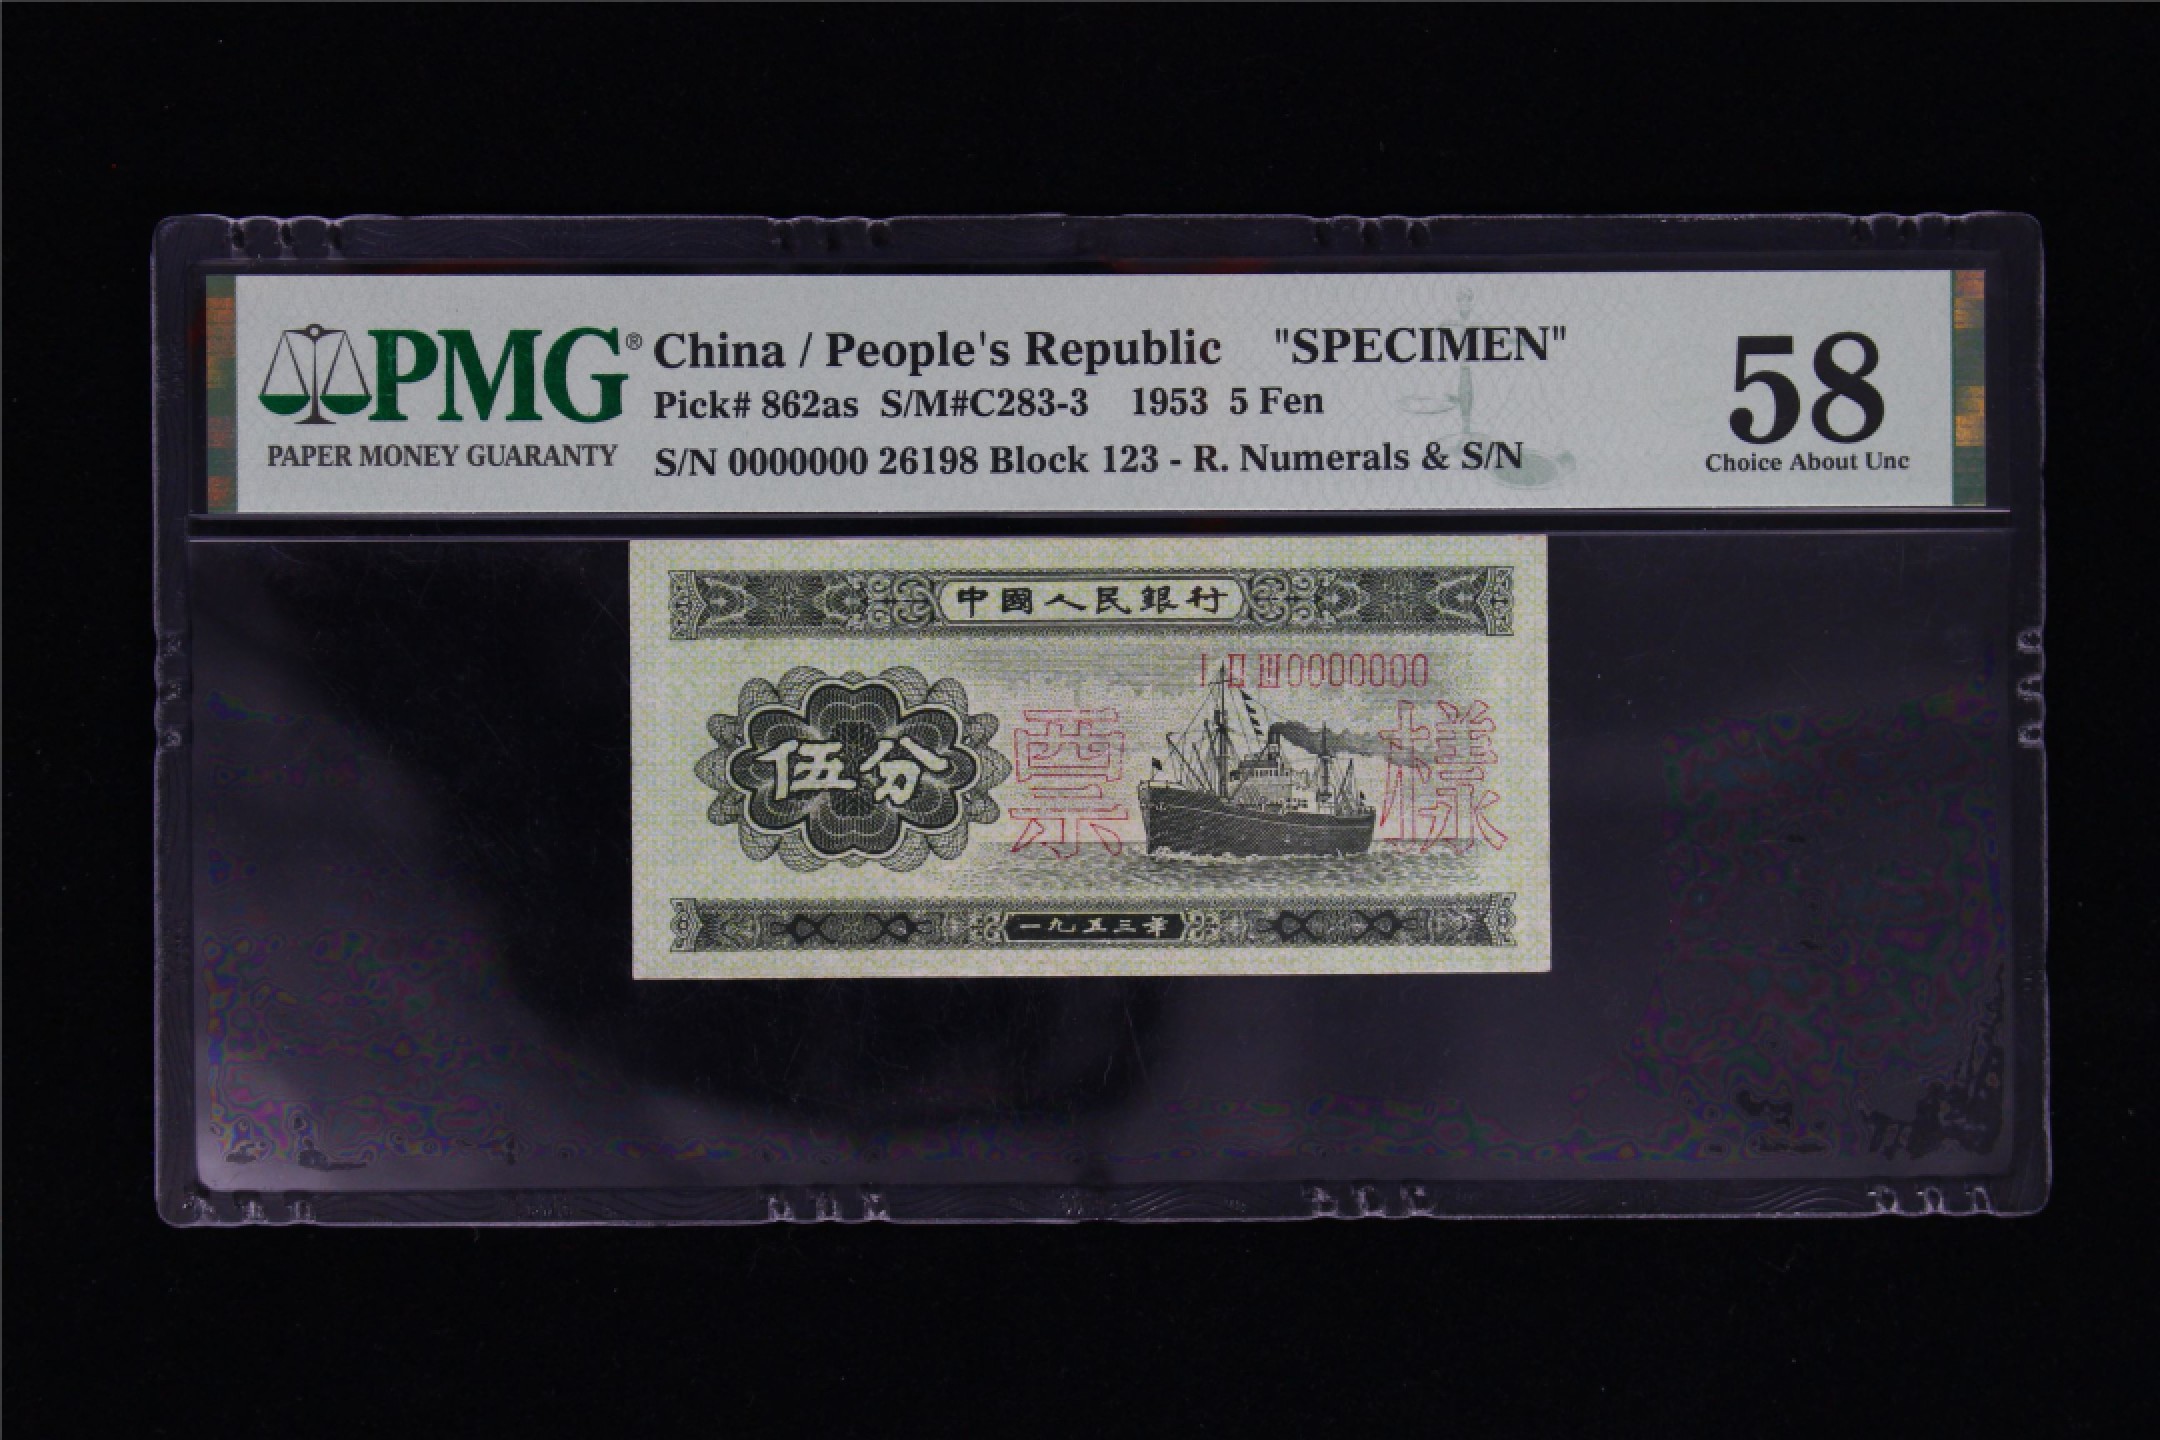 PMG®
PAPER MONEY GUARANTY
China / People's Republic "SPECIMEN"
Pick# 862as S/M#C283-3 1953 5 Fen
S/N 0000000 26198 Block 123 - R. Numerals & S/N
58
Choice About Unc
中國人民銀行
I II III 0000000
伍分
票樣
一九五三年